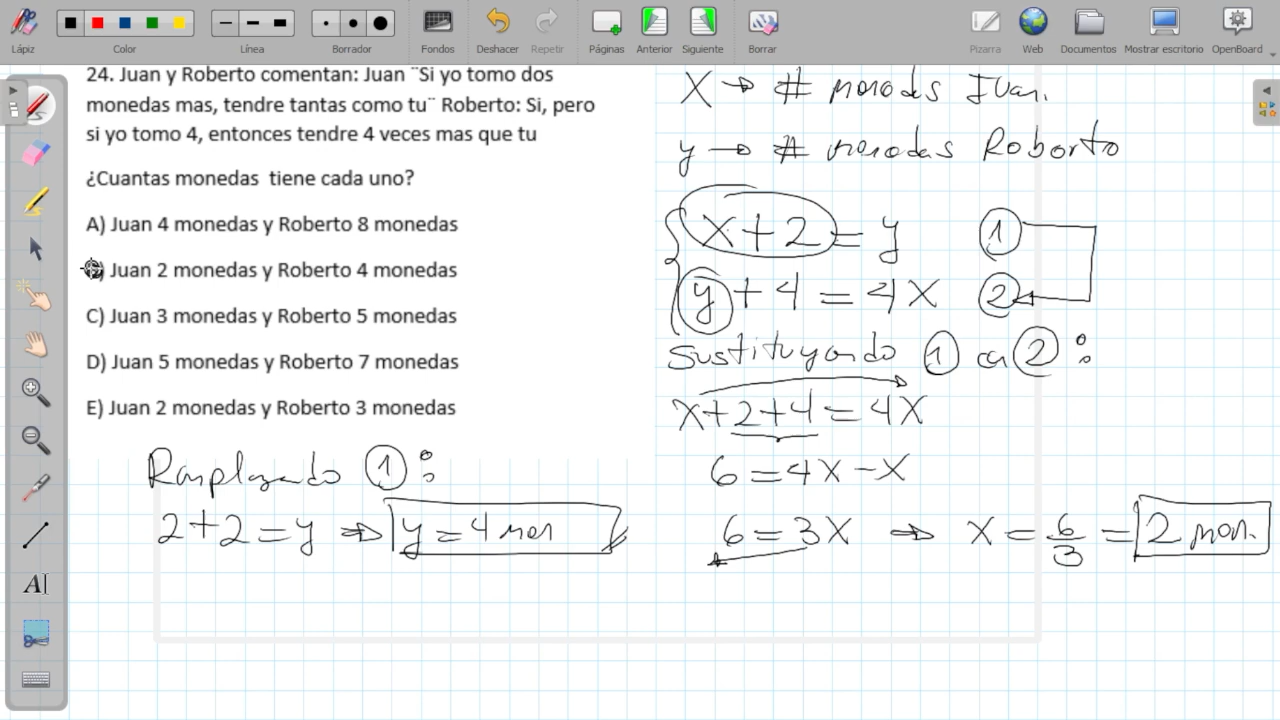 Lápiz Color Línea Borrador Fondos Deshacer Repetir Páginas Anterior Siguiente Borrar Pizarra Web Documentos Mostrar escritorio OpenBoard
24. Juan y Roberto comentan: Juan ¨Si yo tomo dos
monedas mas, tendre tantas como tu¨ Roberto: Si, pero
si yo tomo 4, entonces tendre 4 veces mas que tu
¿Cuantas monedas tiene cada uno?
A) Juan 4 monedas y Roberto 8 monedas
) Juan 2 monedas y Roberto 4 monedas
C) Juan 3 monedas y Roberto 5 monedas
D) Juan 5 monedas y Roberto 7 monedas
E) Juan 2 monedas y Roberto 3 monedas
X → # monedas Juan.
y → # monedas Roberto
x + 2 = y ①
y + 4 = 4X ②
Sustituyendo ① en ② :
x + 2 + 4 = 4X
6 = 4X - X
6 = 3X ⇒ X = 6/3 = 2 mon.
Remplazando ① :
2 + 2 = y ⇒ y = 4 mon
A